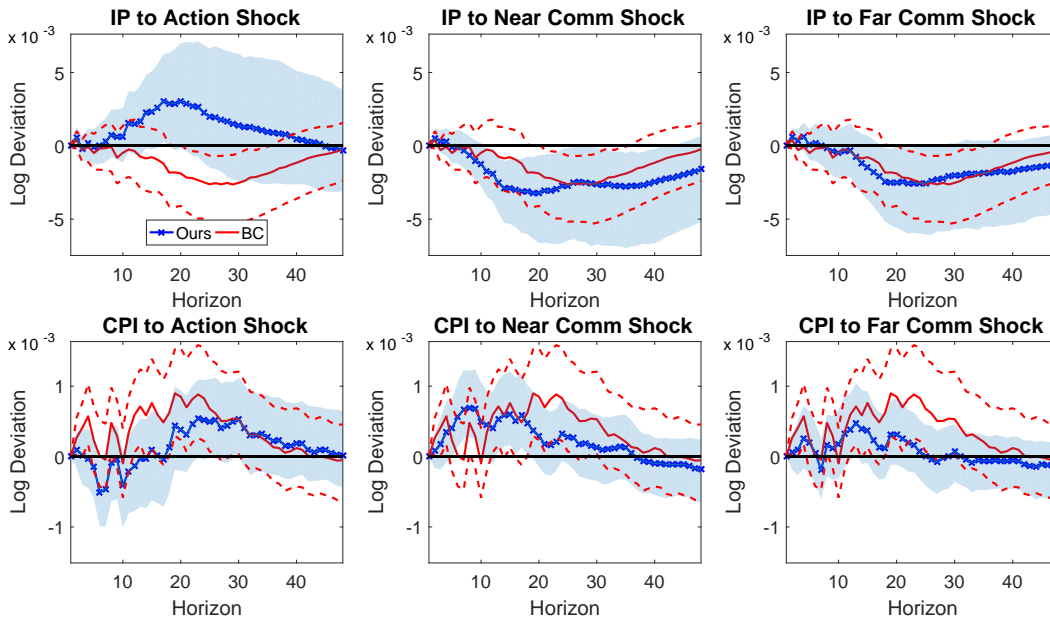 IP to Action Shock
IP to Near Comm Shock
IP to Far Comm Shock
x 10 -3
x 10 -3
x 10 -3
5
0
-5
5
0
-5
5
0
-5
Log Deviation
Log Deviation
Log Deviation
Ours
BC
10 20 30 40
10 20 30 40
10 20 30 40
Horizon
Horizon
Horizon
CPI to Action Shock
CPI to Near Comm Shock
CPI to Far Comm Shock
x 10 -3
x 10 -3
x 10 -3
1
0
-1
1
0
-1
1
0
-1
Log Deviation
Log Deviation
Log Deviation
10 20 30 40
10 20 30 40
10 20 30 40
Horizon
Horizon
Horizon